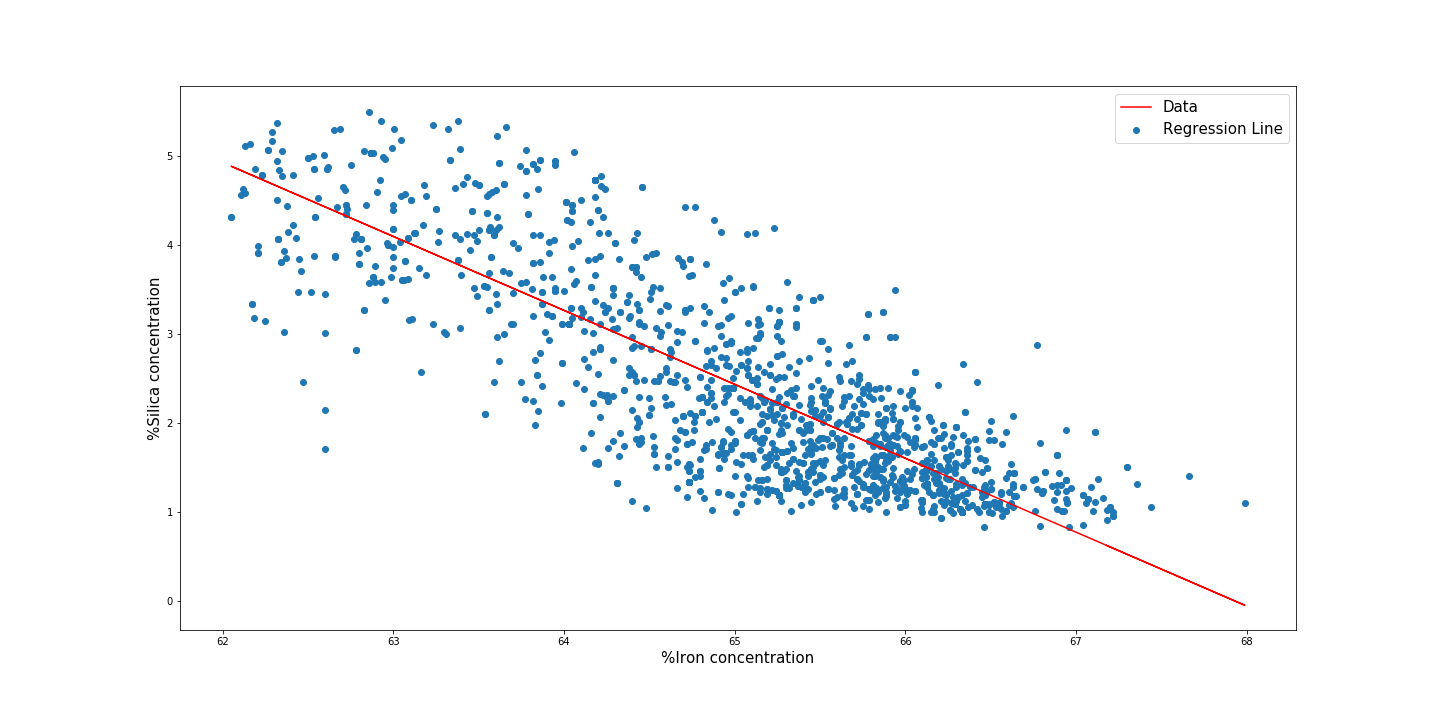 Data
Regression Line
5
4
3
2
1
0
%Silica concentration
62 63 64 65 66 67 68
%Iron concentration